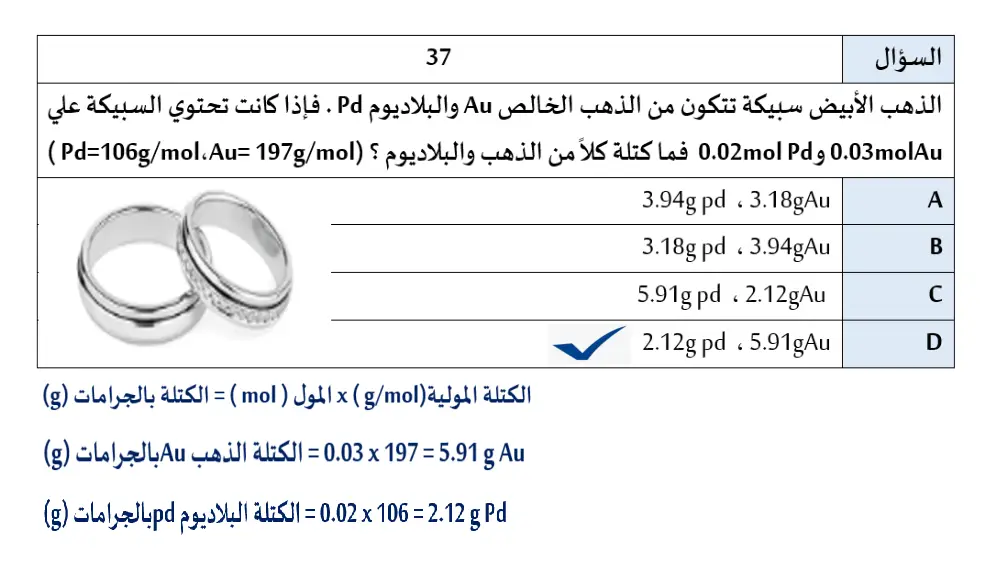 السؤال 37
الذهب الأبيض سبيكة تتكون من الذهب الخالص Au والبلاديوم Pd . فإذا كانت تحتوي السبيكة علي
0.03molAu و0.02mol Pd فما كتلة كلاً من الذهب والبلاديوم ؟ (Pd=106g/mol،Au= 197g/mol )
A 3.94g pd ، 3.18gAu
B 3.18g pd ، 3.94gAu
C 5.91g pd ، 2.12gAu
D 2.12g pd ، 5.91gAu
الكتلة المولية(g/mol ) x المول ( mol ) = الكتلة بالجرامات (g)
الكتلة الذهب Auبالجرامات (g) = 0.03 x 197 = 5.91 g Au
الكتلة البلاديوم pdبالجرامات (g) = 0.02 x 106 = 2.12 g Pd